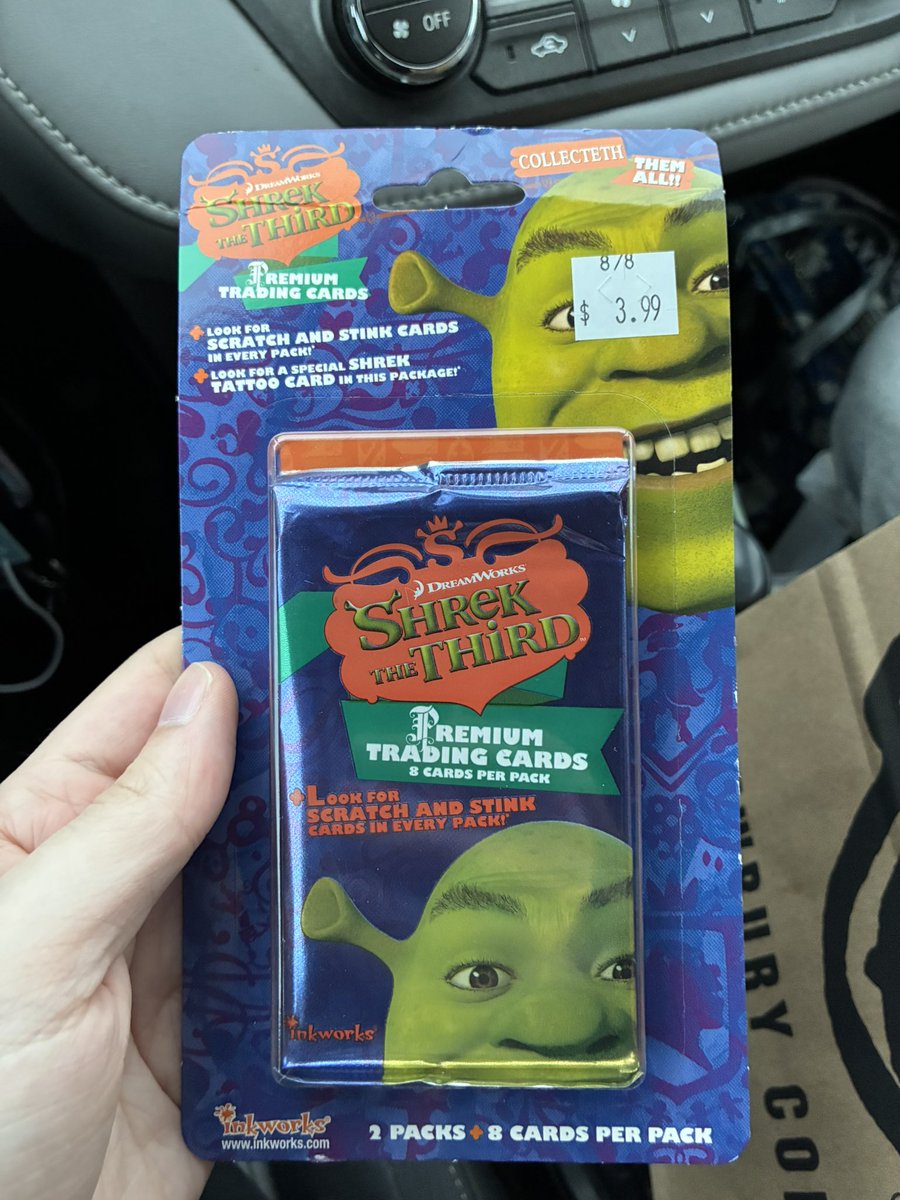 OFF
COLLECTETH
THEM
ALL!!
DREAMWORKS
SHREK
THE THIRD
PREMIUM
TRADING CARDS
8/8
$ 3.99
LOOK FOR
SCRATCH AND STINK CARDS
IN EVERY PACK!*
LOOK FOR A SPECIAL SHREK
TATTOO CARD IN THIS PACKAGE!*
DREAMWORKS
SHREK
THE THIRD™
PREMIUM
TRADING CARDS
8 CARDS PER PACK
LOOK FOR
SCRATCH AND STINK
CARDS IN EVERY PACK!*
inkworks
inkworks®
www.inkworks.com
2 PACKS + 8 CARDS PER PACK